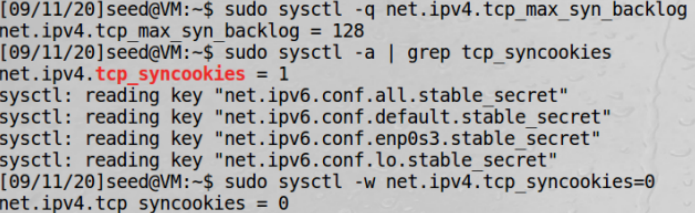 [09/11/20]seed@VM:~$ sudo sysctl -q net.ipv4.tcp_max_syn_backlog
net.ipv4.tcp_max_syn_backlog = 128
[09/11/20]seed@VM:~$ sudo sysctl -a | grep tcp_syncookies
net.ipv4.tcp_syncookies = 1
sysctl: reading key "net.ipv6.conf.all.stable_secret"
sysctl: reading key "net.ipv6.conf.default.stable_secret"
sysctl: reading key "net.ipv6.conf.enp0s3.stable_secret"
sysctl: reading key "net.ipv6.conf.lo.stable_secret"
[09/11/20]seed@VM:~$ sudo sysctl -w net.ipv4.tcp_syncookies=0
net.ipv4.tcp_syncookies = 0